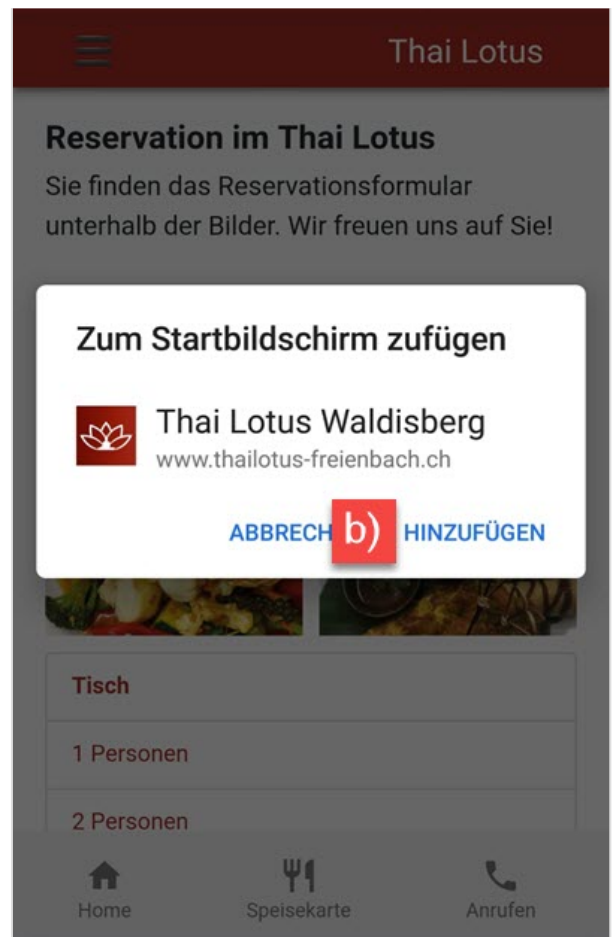 Thai Lotus
Reservation im Thai Lotus
Sie finden das Reservationsformular
unterhalb der Bilder. Wir freuen uns auf Sie!
Zum Startbildschirm zufügen
Thai Lotus Waldisberg
www.thailotus-freienbach.ch
ABBRECH b) HINZUFÜGEN
Tisch
1 Personen
2 Personen
Home Speisekarte Anrufen